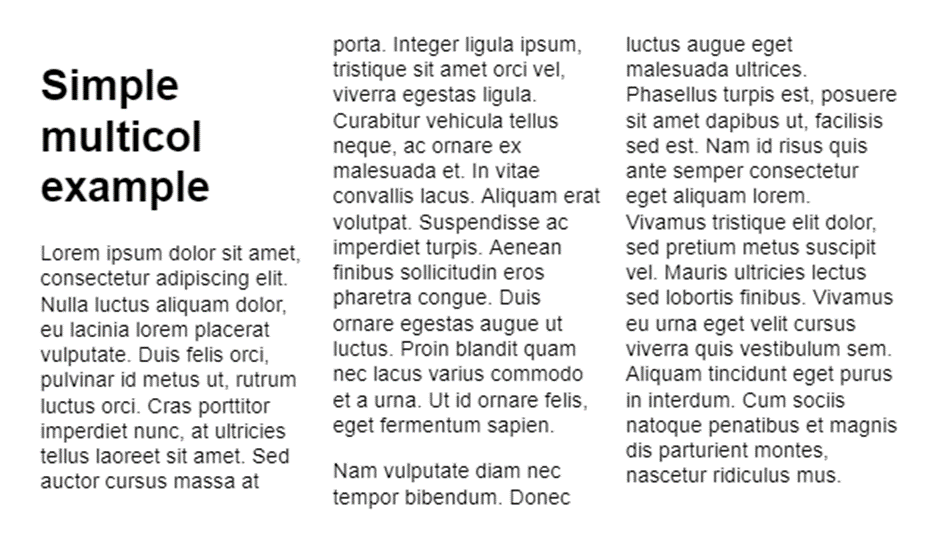 Simple
multicol
example
Lorem ipsum dolor sit amet,
consectetur adipiscing elit.
Nulla luctus aliquam dolor,
eu lacinia lorem placerat
vulputate. Duis felis orci,
pulvinar id metus ut, rutrum
luctus orci. Cras porttitor
imperdiet nunc, at ultricies
tellus laoreet sit amet. Sed
auctor cursus massa at
porta. Integer ligula ipsum,
tristique sit amet orci vel,
viverra egestas ligula.
Curabitur vehicula tellus
neque, ac ornare ex
malesuada et. In vitae
convallis lacus. Aliquam erat
volutpat. Suspendisse ac
imperdiet turpis. Aenean
finibus sollicitudin eros
pharetra congue. Duis
ornare egestas augue ut
luctus. Proin blandit quam
nec lacus varius commodo
et a urna. Ut id ornare felis,
eget fermentum sapien.
Nam vulputate diam nec
tempor bibendum. Donec
luctus augue eget
malesuada ultrices.
Phasellus turpis est, posuere
sit amet dapibus ut, facilisis
sed est. Nam id risus quis
ante semper consectetur
eget aliquam lorem.
Vivamus tristique elit dolor,
sed pretium metus suscipit
vel. Mauris ultricies lectus
sed lobortis finibus. Vivamus
eu urna eget velit cursus
viverra quis vestibulum sem.
Aliquam tincidunt eget purus
in interdum. Cum sociis
natoque penatibus et magnis
dis parturient montes,
nascetur ridiculus mus.